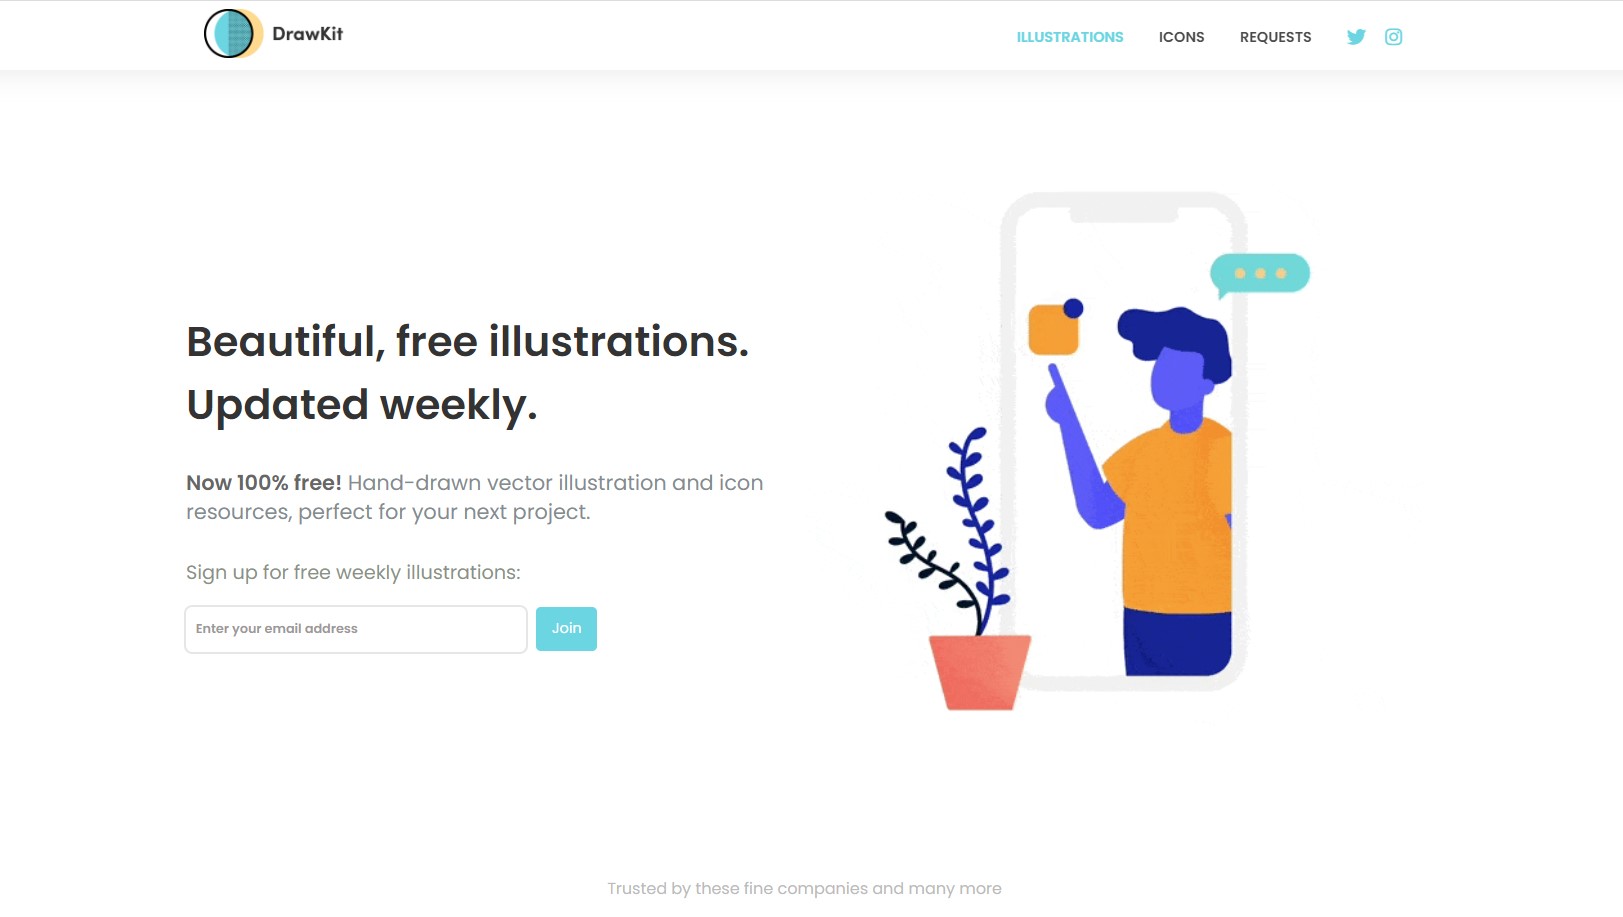 DrawKit
ILLUSTRATIONS
ICONS
REQUESTS
Beautiful, free illustrations.
Updated weekly.
Now 100% free! Hand-drawn vector illustration and icon
resources, perfect for your next project.
Sign up for free weekly illustrations:
Enter your email address
Join
Trusted by these fine companies and many more